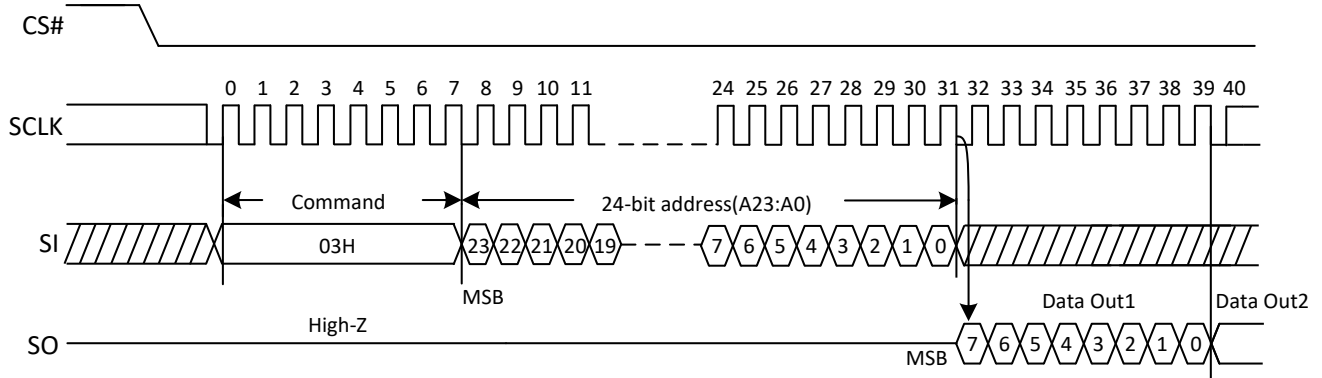 CS#
0 1 2 3 4 5 6 7 8 9 10 11 24 25 26 27 28 29 30 31 32 33 34 35 36 37 38 39 40
SCLK
Command 24-bit address(A23:A0)
SI 03H 23 22 21 20 19 7 6 5 4 3 2 1 0
MSB Data Out1 Data Out2
High-Z
SO MSB 7 6 5 4 3 2 1 0